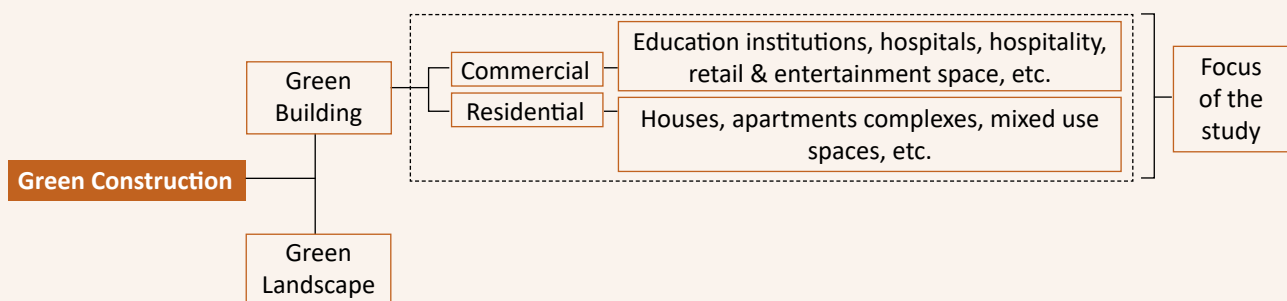 Green Construction
Green
Building
Green
Landscape
Commercial
Residential
Education institutions, hospitals, hospitality,
retail & entertainment space, etc.
Houses, apartments complexes, mixed use
spaces, etc.
Focus
of the
study